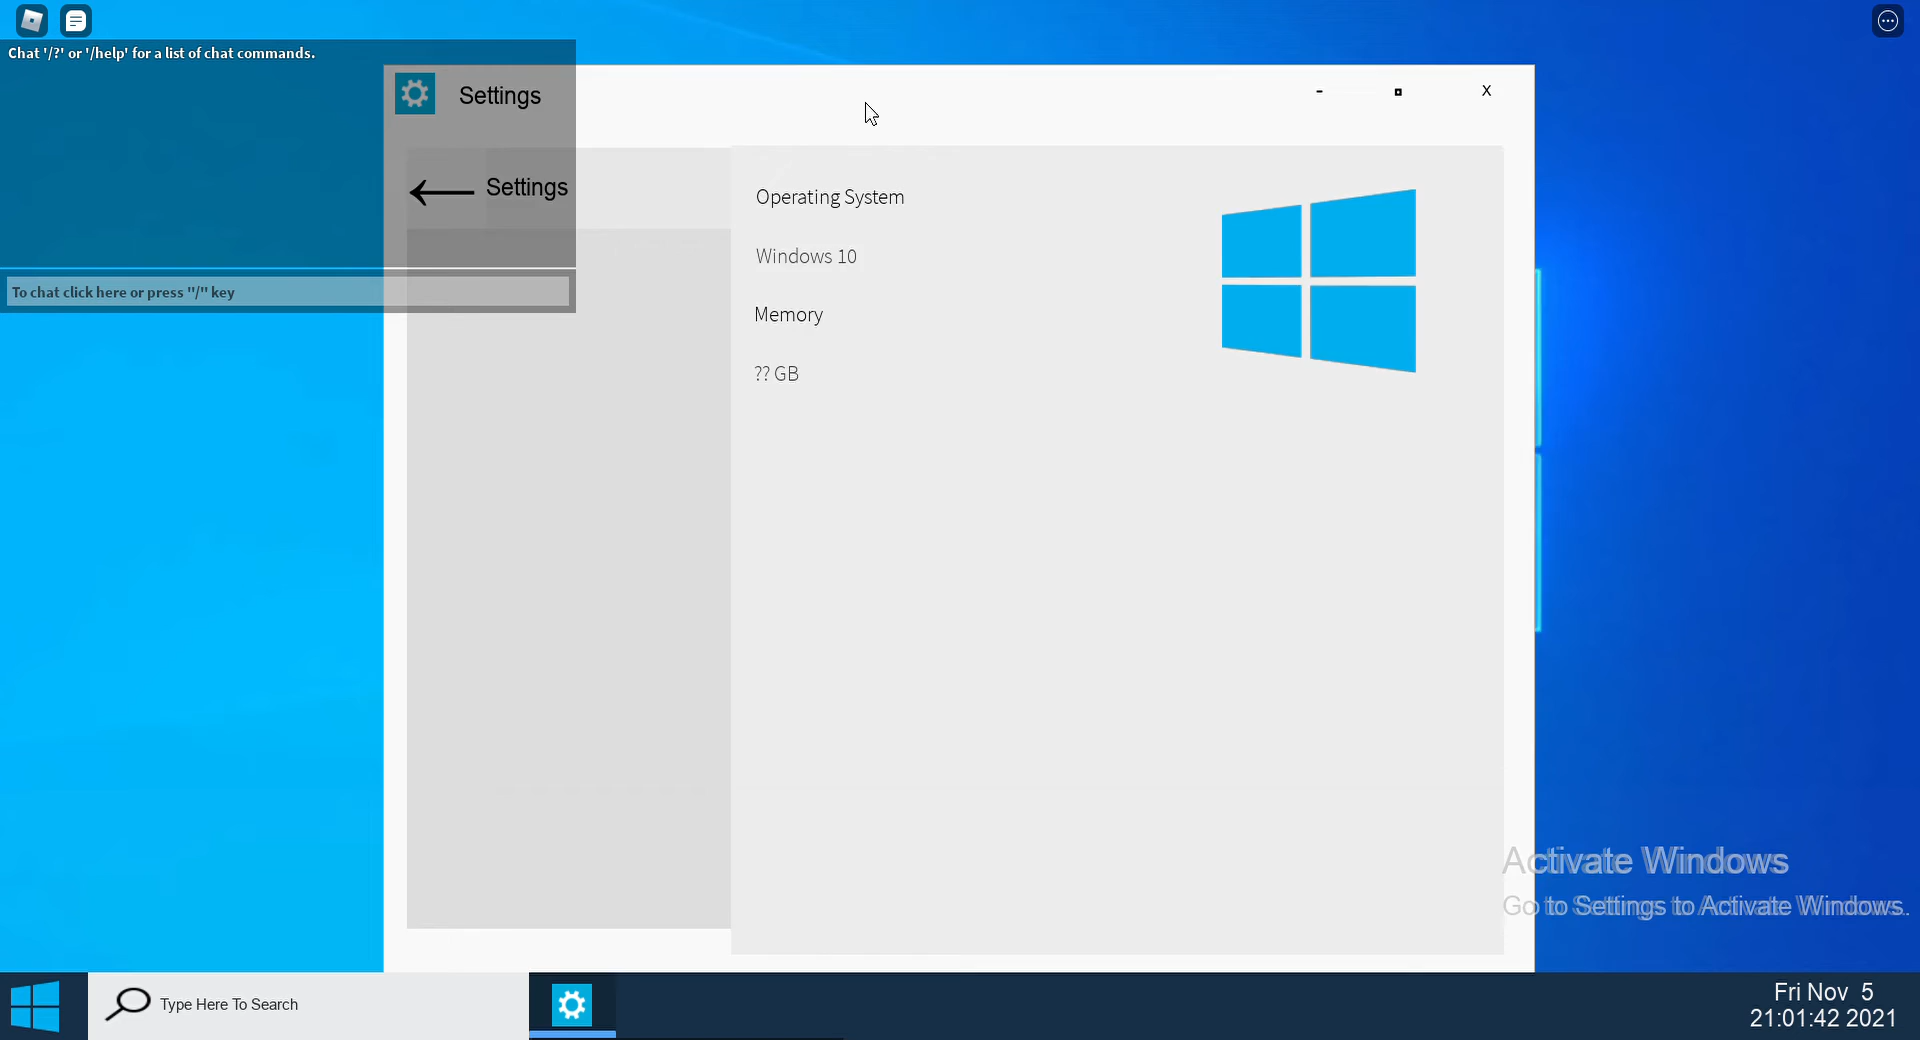 Chat '/?' or '/help' for a list of chat commands.
Settings
- X
Settings
To chat click here or press "/" key
Operating System
Windows 10
Memory
?? GB
Activate Windows
Go to Settings to Activate Windows.
Type Here To Search
Fri Nov 5
21:01:42 2021